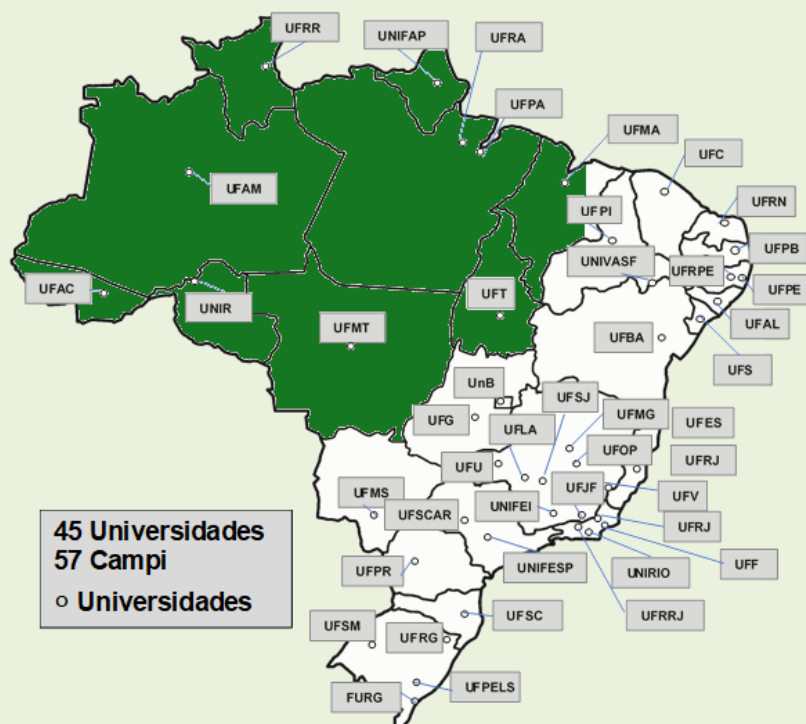 UFRR
UNIFAP
UFRA
UFPA
UFMA
UFC
UFAM
UFRN
UFPI
UFPB
UNIVASF
UFRPE
UFAC
UFPE
UNIR
UFT
UFAL
UFMT
UFBA
UFS
UnB
UFSJ
UFG
UFMG
UFES
UFLA
UFOP
UFRJ
UFU
UFMS
UFJF
UFV
UFSCAR
UNIFEI
UFRJ
45 Universidades
57 Campi
UFPR
UNIFESP
UNIRIO
UFF
Universidades
UFSC
UFRRJ
UFSM
UFRG
UFPELS
FURG